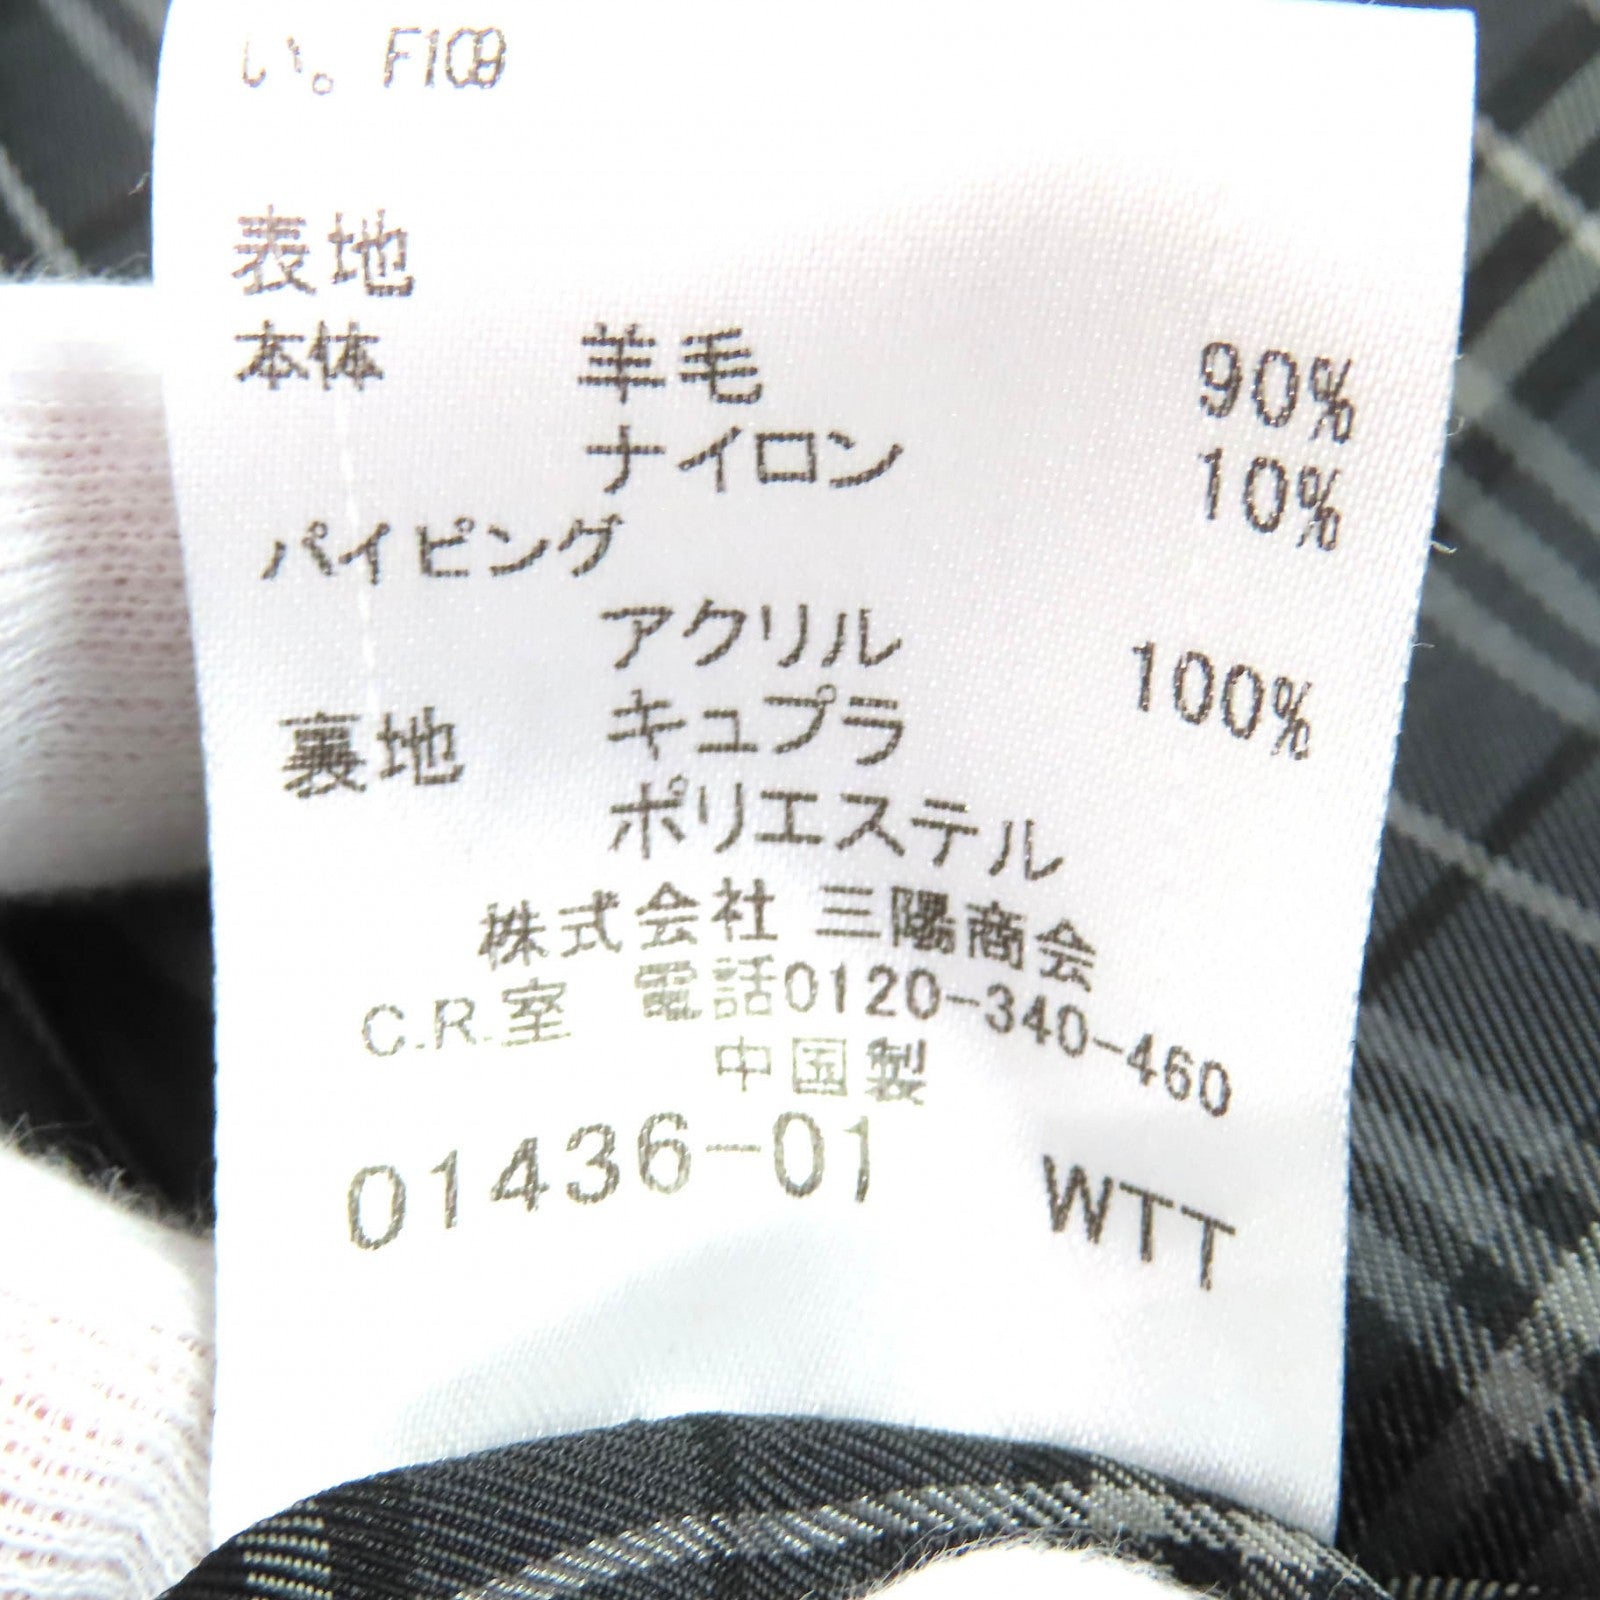 い。F109
表地
本体 羊毛 90%
ナイロン 10%
パイピング
アクリル 100%
裏地 キュプラ
ポリエステル
株式会社 三陽商会
C.R.室 電話0120-340-460
中国製
01436-01 WTT